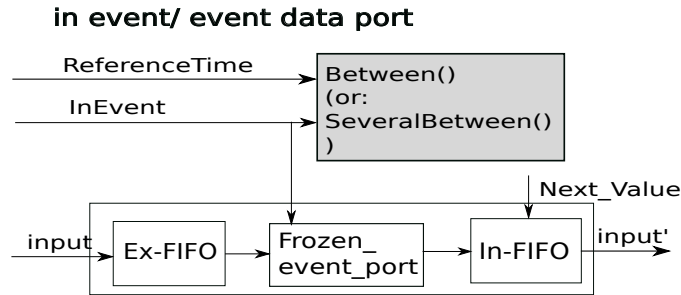 in event/ event data port
ReferenceTime
InEvent
Between()
(or:
SeveralBetween()
)
Next_Value
input
Ex-FIFO
Frozen_
event_port
In-FIFO
input'